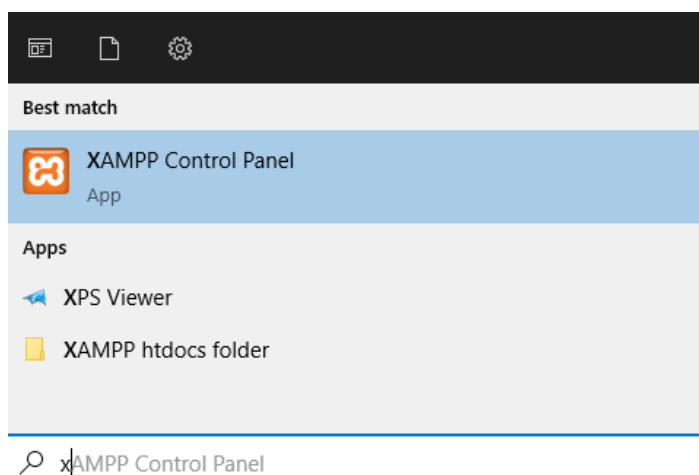 Best match
XAMPP Control Panel
App
Apps
XPS Viewer
XAMPP htdocs folder
xAMPP Control Panel